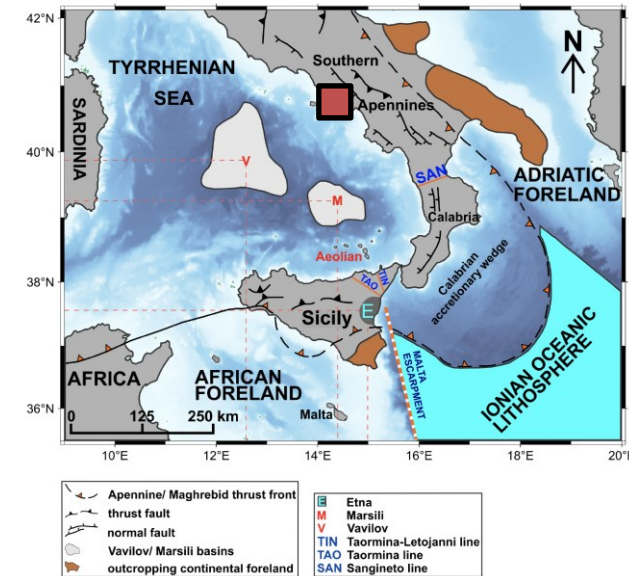 42°N
40°N
38°N
36°N
10°E
12°E
14°E
16°E
18°E
20°
N
TYRRHENIAN
SEA
SARDINIA
Southern
Apennines
V
M
SAN
Calabria
ADRIATIC
FORELAND
Aeolian
TAO
TIN
Calabrian
accretionary wedge
Sicily
E
AFRICA
AFRICAN
FORELAND
MALTA
ESCARPMENT
IONIAN OCEANIC
LITHOSPHERE
Malta
0 125 250 km
Apennine/ Maghrebid thrust front
thrust fault
normal fault
Vavilov/ Marsili basins
outcropping continental foreland
E Etna
M Marsili
V Vavilov
TIN Taormina-Letojanni line
TAO Taormina line
SAN Sangineto line